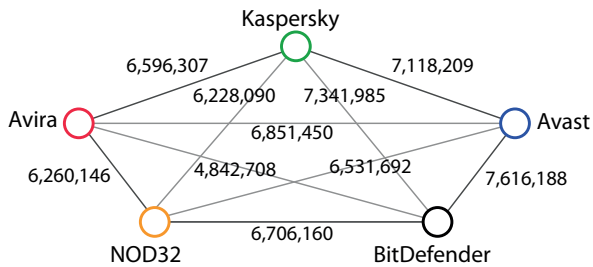 Kaspersky
6,596,307
7,118,209
6,228,090
7,341,985
Avira
Avast
6,851,450
6,260,146
4,842,708
6,531,692
7,616,188
6,706,160
NOD32
BitDefender